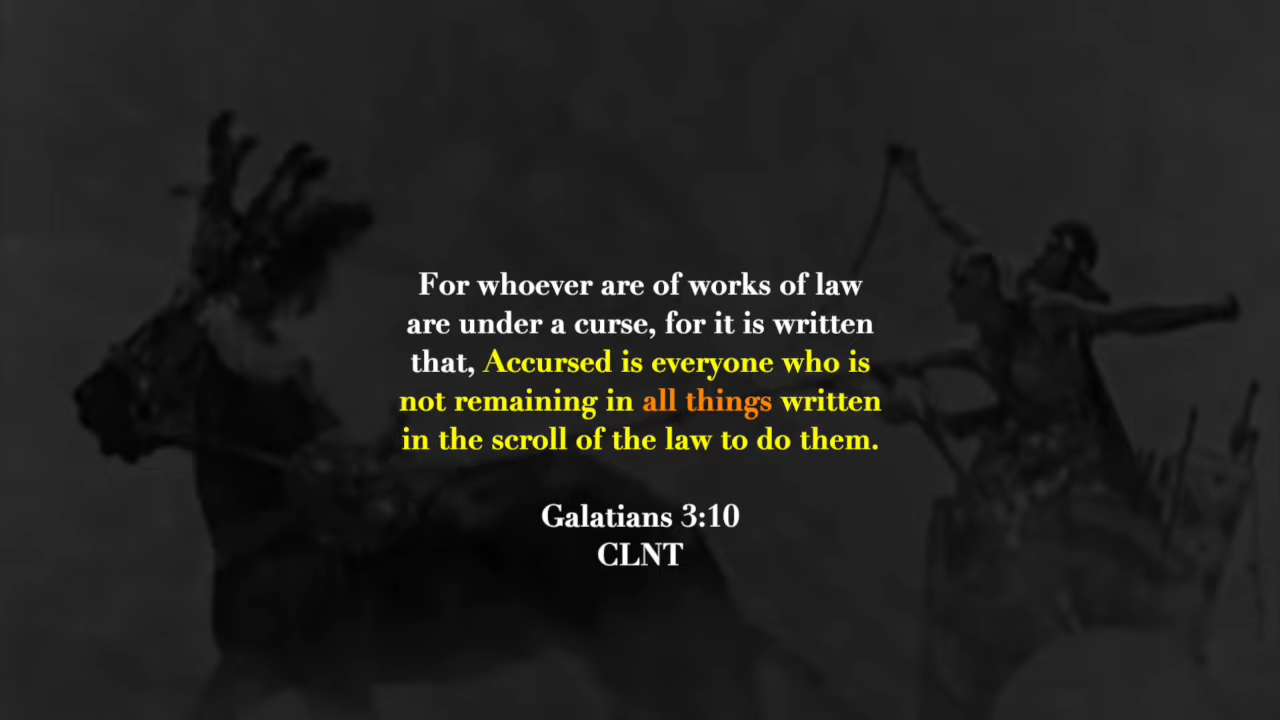 For whoever are of works of law
are under a curse, for it is written
that, Accursed is everyone who is
not remaining in all things written
in the scroll of the law to do them.
Galatians 3:10
CLNT